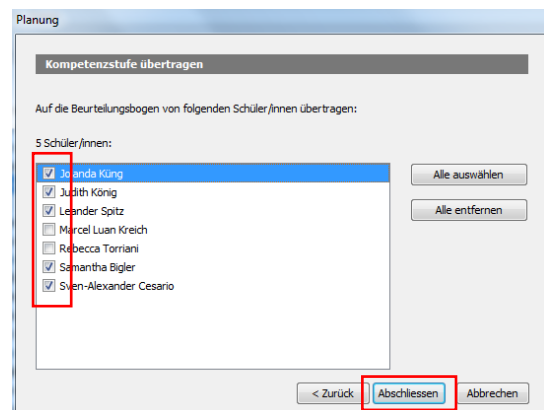 Planung
Kompetenzstufe übertragen
Auf die Beurteilungsbogen von folgenden Schüler/innen übertragen:
5 Schüler/innen:
Jolanda Küng
Judith König
Leander Spitz
Marcel Luan Kreich
Rebecca Torriani
Samantha Bigler
Sven-Alexander Cesario
Alle auswählen
Alle entfernen
< Zurück
Abschliessen
Abbrechen